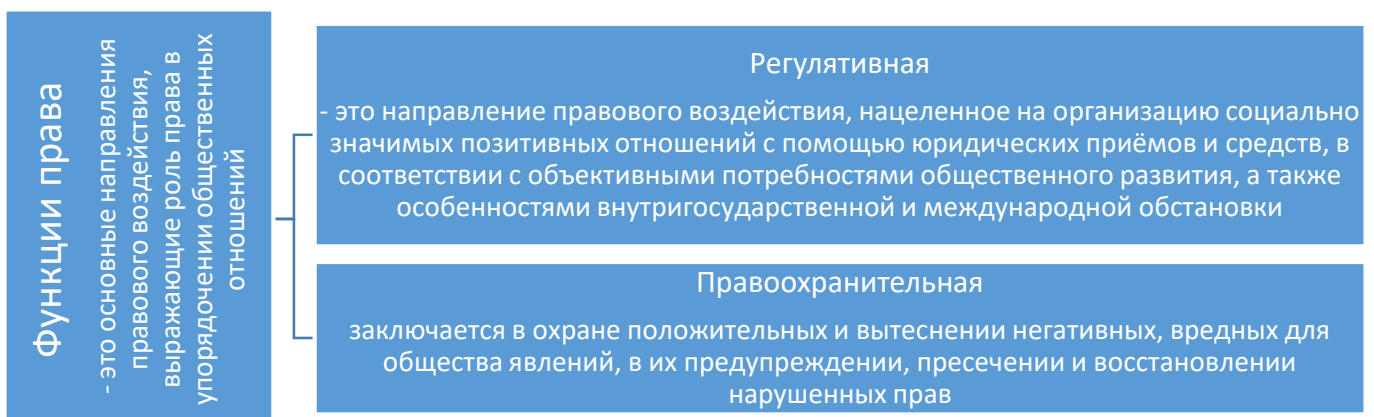 Функции права
- это основные направления
правового воздействия,
выражающие роль права в
упорядочении общественных
отношений
Регулятивная
- это направление правового воздействия, нацеленное на организацию социально
значимых позитивных отношений с помощью юридических приёмов и средств, в
соответствии с объективными потребностями общественного развития, а также
особенностями внутригосударственной и международной обстановки
Правоохранительная
заключается в охране положительных и вытеснении негативных, вредных для
общества явлений, в их предупреждении, пресечении и восстановлении
нарушенных прав